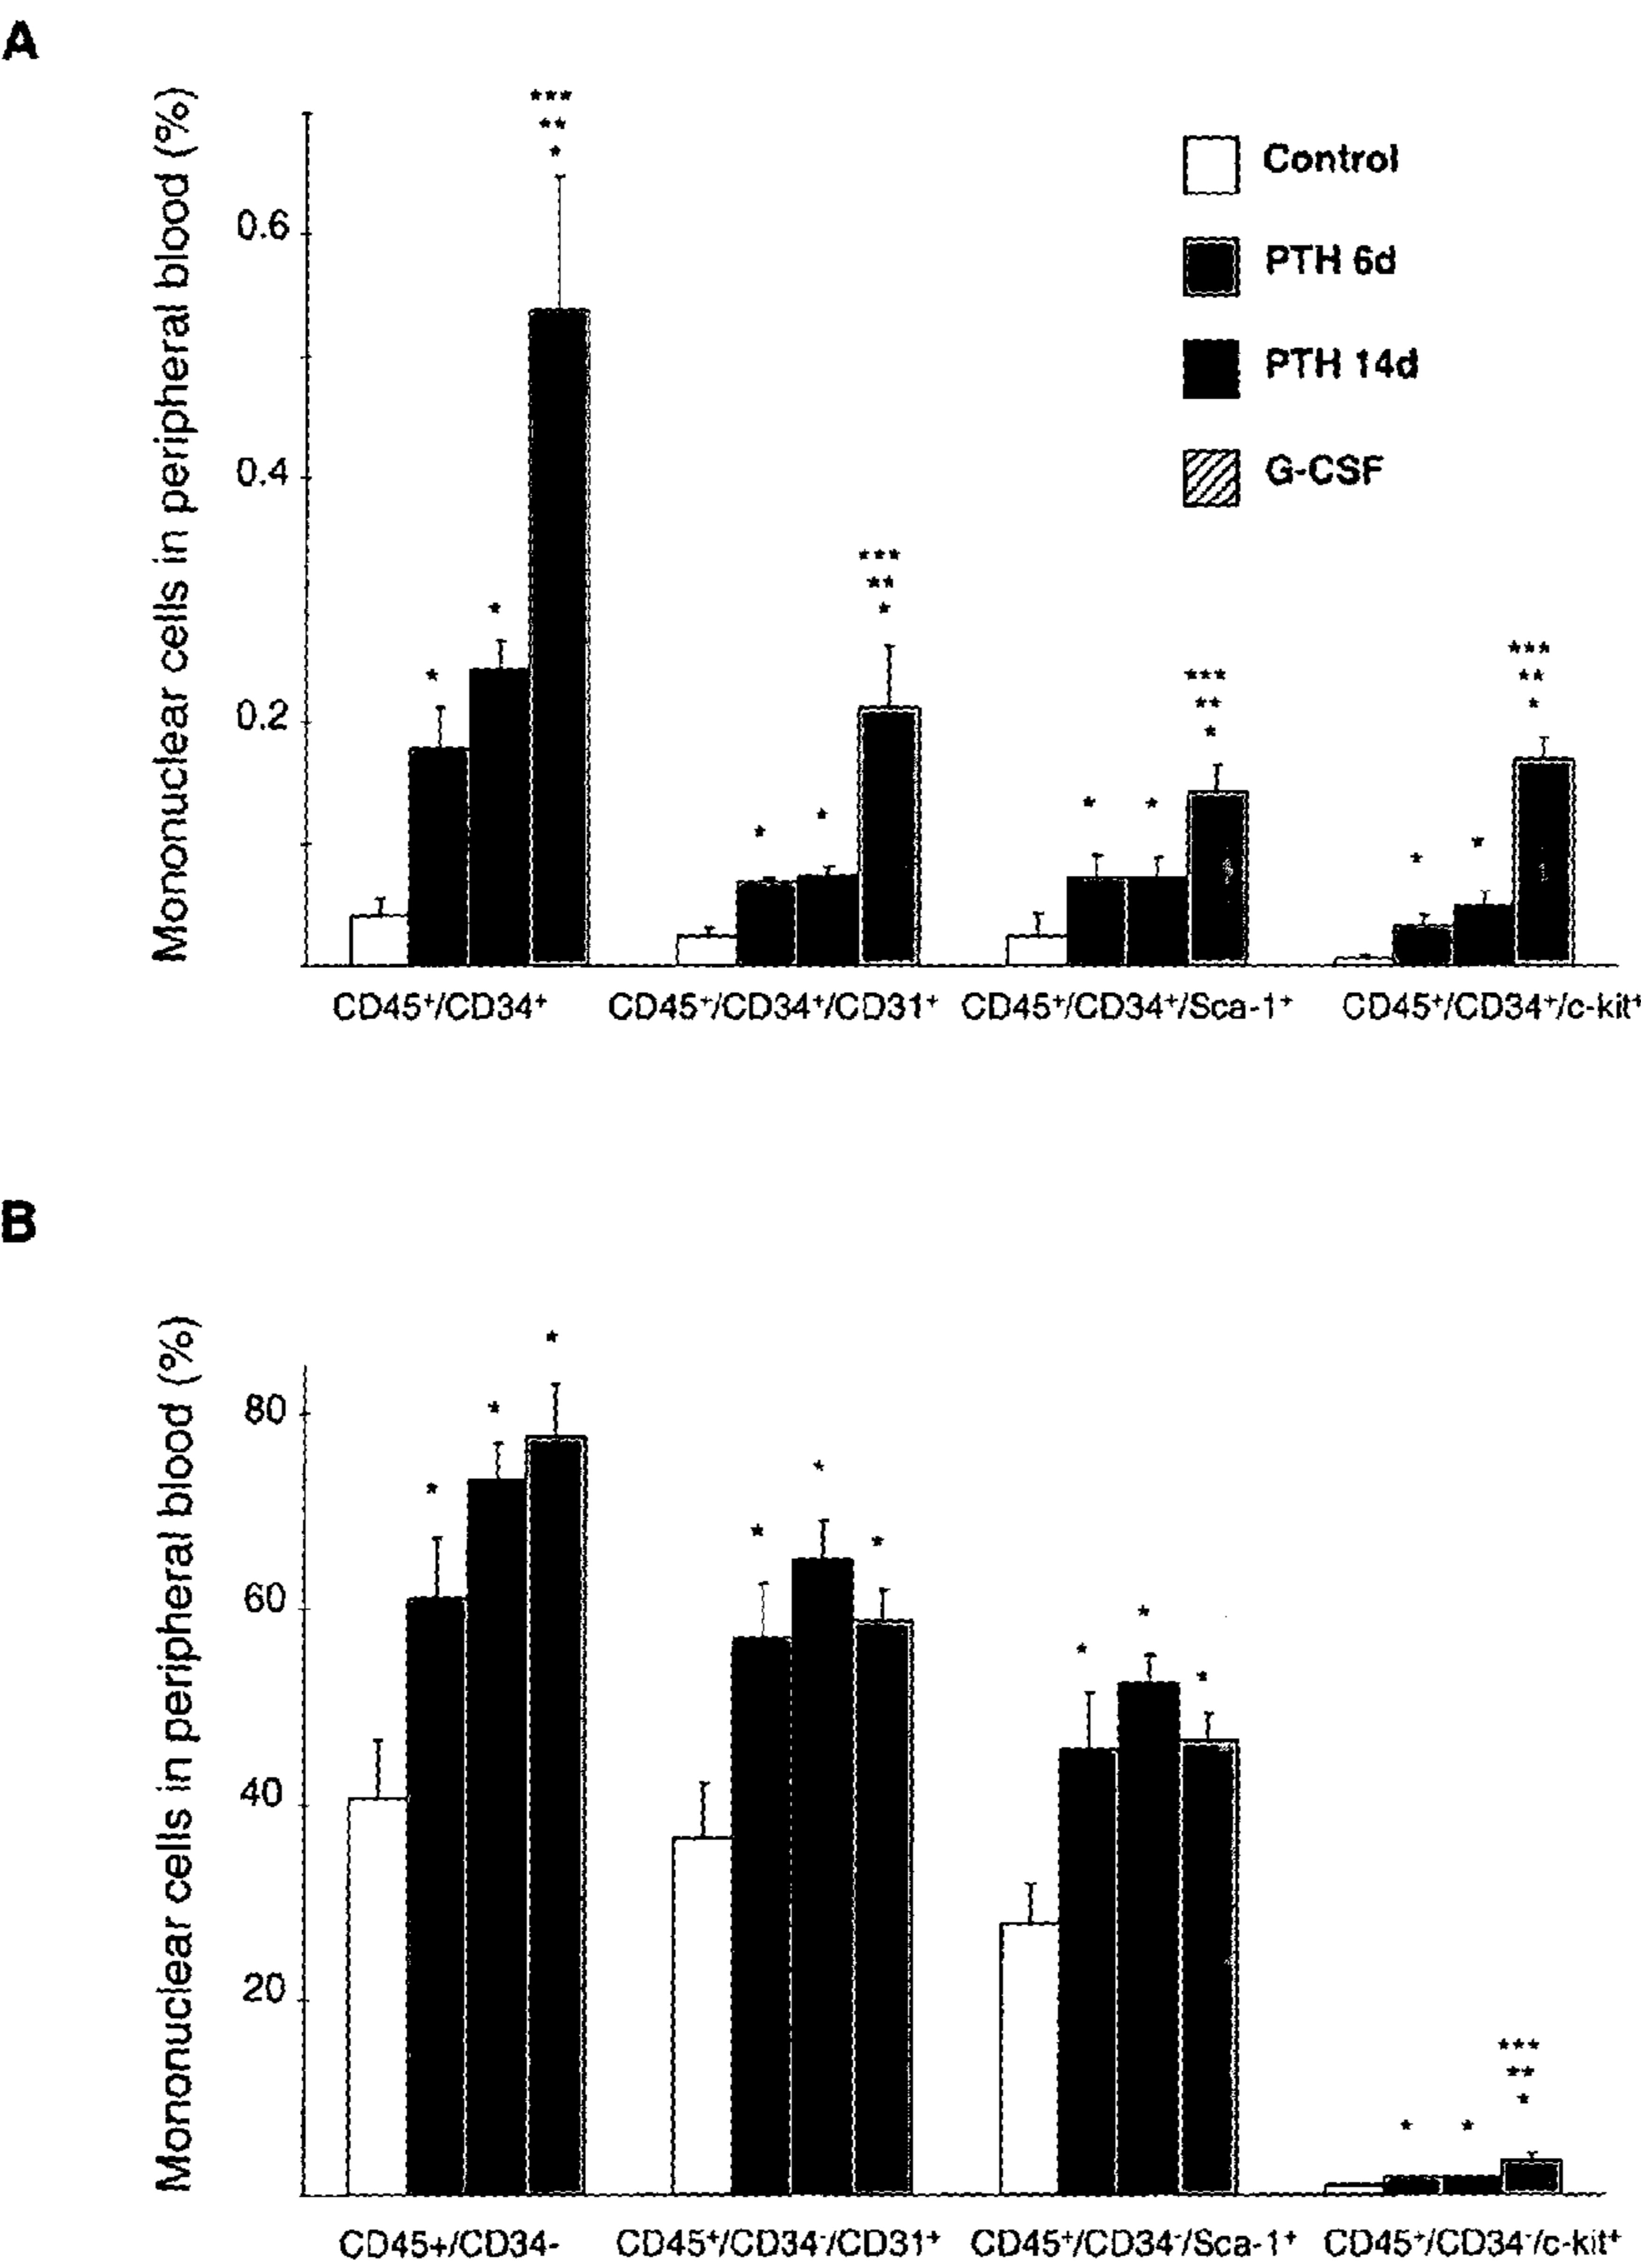 A
Mononuclear cells in peripheral blood (%)
0.6
0.4
0.2
***
**
*
*
*
***
**
*
*
*
***
**
*
*
*
***
**
*
*
*
Control
PTH 6d
PTH 14d
G-CSF
CD45⁺/CD34⁺
CD45⁺/CD34⁺/CD31⁺
CD45⁺/CD34⁺/Sca-1⁺
CD45⁺/CD34⁺/c-kit⁺
B
Mononuclear cells in peripheral blood (%)
80
60
40
20
*
*
*
*
*
*
*
*
*
***
**
*
*
*
CD45+/CD34-
CD45⁺/CD34⁻/CD31⁺
CD45⁺/CD34⁻/Sca-1⁺
CD45⁺/CD34⁻/c-kit⁺